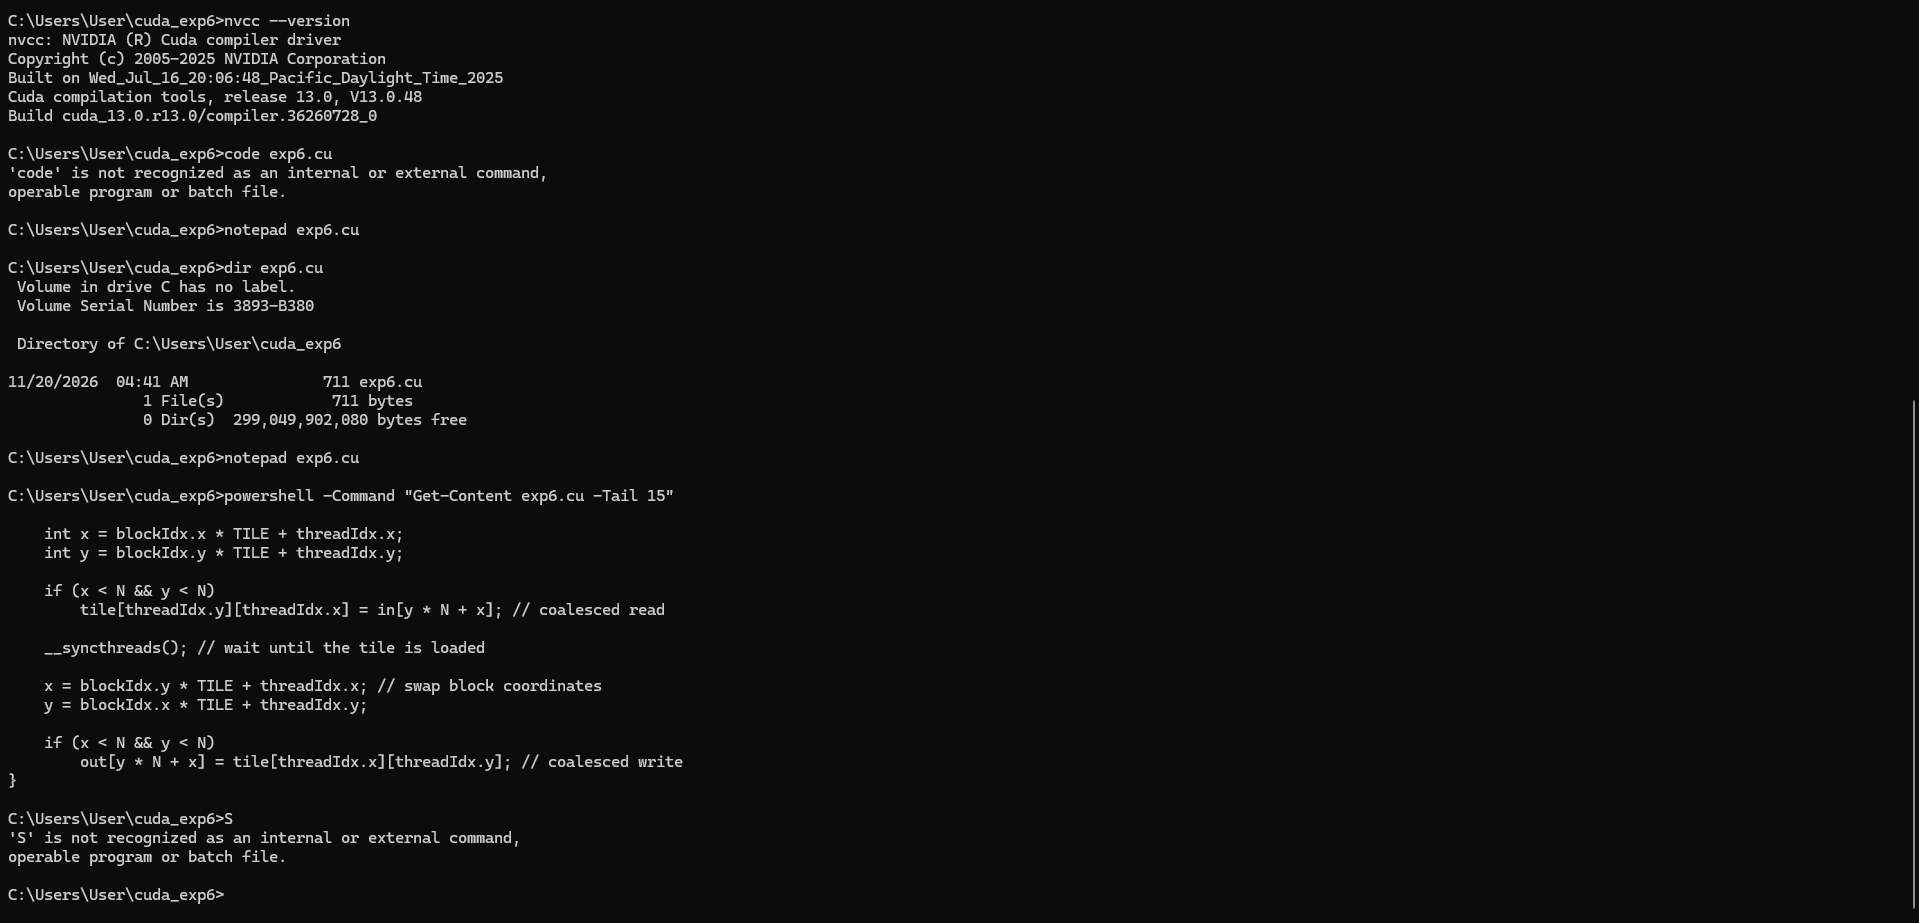 C:\Users\User\cuda_exp6>nvcc --version
nvcc: NVIDIA (R) Cuda compiler driver
Copyright (c) 2005-2025 NVIDIA Corporation
Built on Wed_Jul_16_20:06:48_Pacific_Daylight_Time_2025
Cuda compilation tools, release 13.0, V13.0.48
Build cuda_13.0.r13.0/compiler.36260728_0
C:\Users\User\cuda_exp6>code exp6.cu
'code' is not recognized as an internal or external command,
operable program or batch file.
C:\Users\User\cuda_exp6>notepad exp6.cu
C:\Users\User\cuda_exp6>dir exp6.cu
 Volume in drive C has no label.
 Volume Serial Number is 3893-B380
 Directory of C:\Users\User\cuda_exp6
11/20/2026  04:41 AM               711 exp6.cu
               1 File(s)            711 bytes
               0 Dir(s)  299,049,902,080 bytes free
C:\Users\User\cuda_exp6>notepad exp6.cu
C:\Users\User\cuda_exp6>powershell -Command "Get-Content exp6.cu -Tail 15"
    int x = blockIdx.x * TILE + threadIdx.x;
    int y = blockIdx.y * TILE + threadIdx.y;
    if (x < N && y < N)
        tile[threadIdx.y][threadIdx.x] = in[y * N + x]; // coalesced read
    __syncthreads(); // wait until the tile is loaded
    x = blockIdx.y * TILE + threadIdx.x; // swap block coordinates
    y = blockIdx.x * TILE + threadIdx.y;
    if (x < N && y < N)
        out[y * N + x] = tile[threadIdx.x][threadIdx.y]; // coalesced write
}
C:\Users\User\cuda_exp6>S
'S' is not recognized as an internal or external command,
operable program or batch file.
C:\Users\User\cuda_exp6>